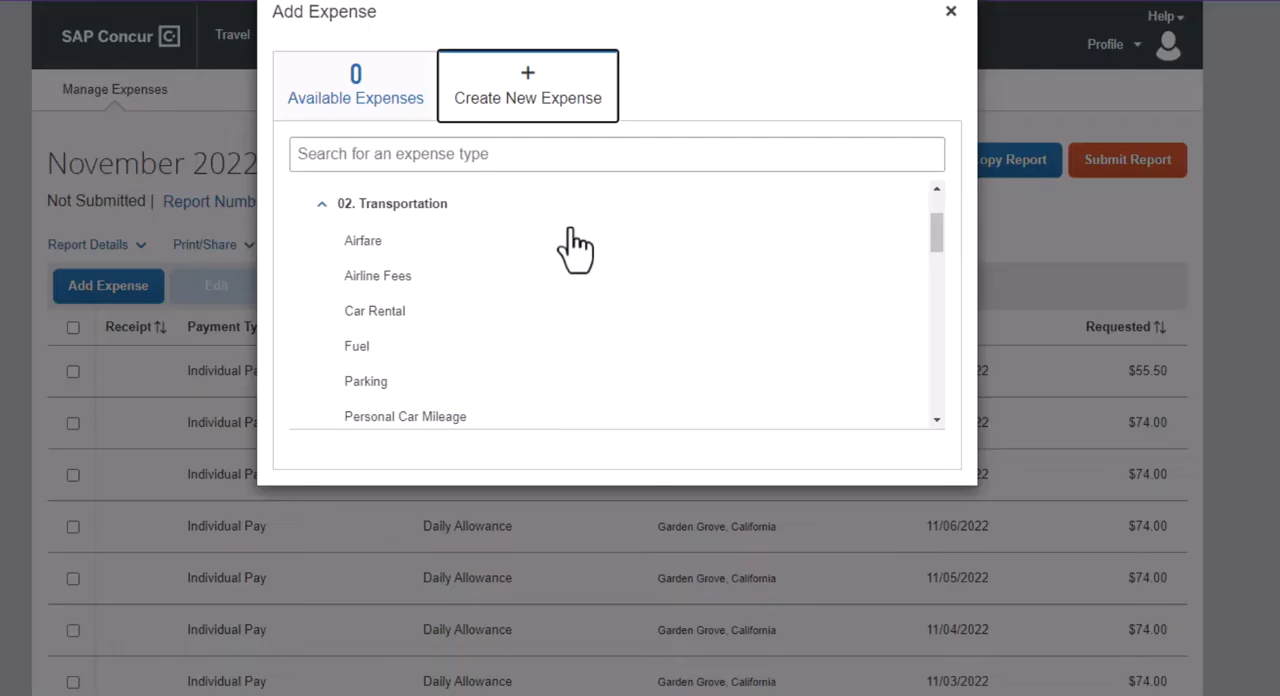 Add Expense
×
SAP Concur
Travel
Help
Profile
0
Available Expenses
+
Create New Expense
Manage Expenses
Search for an expense type
November 2022
opy Report
Submit Report
Not Submitted | Report Numb
02. Transportation
Report Details
Print/Share
Airfare
Add Expense
Edit
Airline Fees
Car Rental
Receipt
Payment Ty
Requested
Fuel
Individual Pa
22
$55.50
Parking
Personal Car Mileage
Individual Pa
22
$74.00
Individual Pa
22
$74.00
Individual Pay Daily Allowance Garden Grove, California 11/06/2022 $74.00
Individual Pay Daily Allowance Garden Grove, California 11/05/2022 $74.00
Individual Pay Daily Allowance Garden Grove, California 11/04/2022 $74.00
Individual Pay Daily Allowance Garden Grove, California 11/03/2022 $74.00